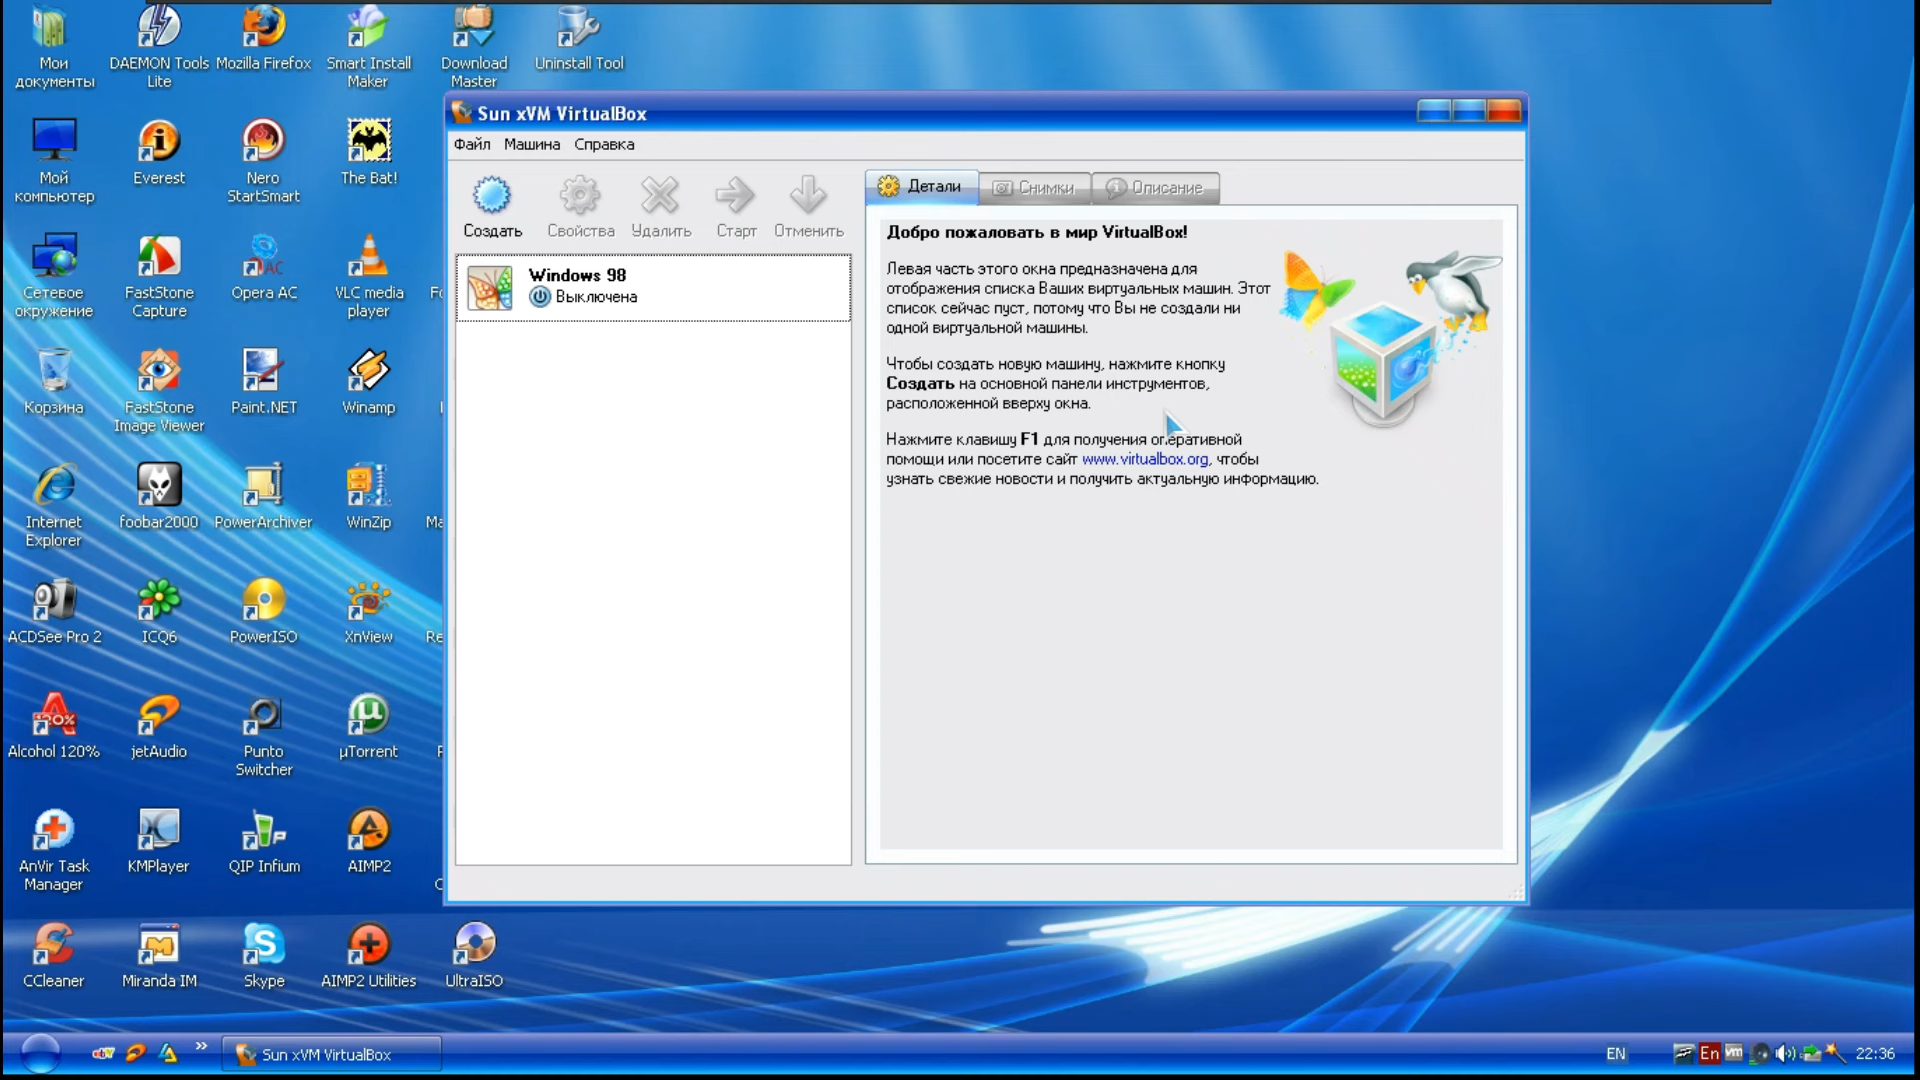 Мои документы
DAEMON Tools Lite
Mozilla Firefox
Smart Install Maker
Download Master
Uninstall Tool
Мой компьютер
Everest
Nero StartSmart
The Bat!
Сетевое окружение
FastStone Capture
Opera AC
VLC media player
Корзина
FastStone Image Viewer
Paint.NET
Winamp
Internet Explorer
foobar2000
PowerArchiver
WinZip
ACDSee Pro 2
ICQ6
PowerISO
XnView
Alcohol 120%
jetAudio
Punto Switcher
µTorrent
AnVir Task Manager
KMPlayer
QIP Infium
AIMP2
CCleaner
Miranda IM
Skype
AIMP2 Utilities
UltraISO
Sun xVM VirtualBox
Файл Машина Справка
Создать Свойства Удалить Старт Отменить
Windows 98
Выключена
Детали Снимки Описание
Добро пожаловать в мир VirtualBox!
Левая часть этого окна предназначена для
отображения списка Ваших виртуальных машин. Этот
список сейчас пуст, потому что Вы не создали ни
одной виртуальной машины.
Чтобы создать новую машину, нажмите кнопку
Создать на основной панели инструментов,
расположенной вверху окна.
Нажмите клавишу F1 для получения оперативной
помощи или посетите сайт www.virtualbox.org, чтобы
узнать свежие новости и получить актуальную информацию.
Sun xVM VirtualBox
EN
En
22:36